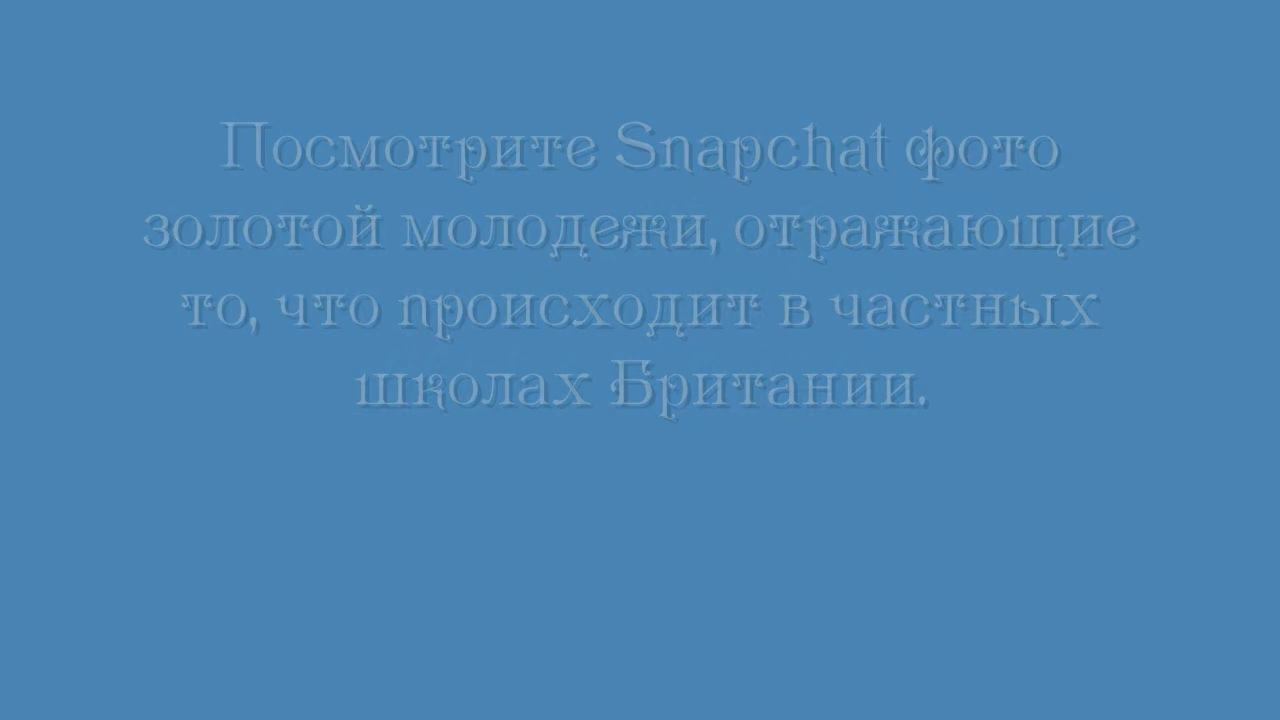 Посмотрите Snapchat фото
золотой молодежи, отражающие
то, что происходит в частных
школах Британии.